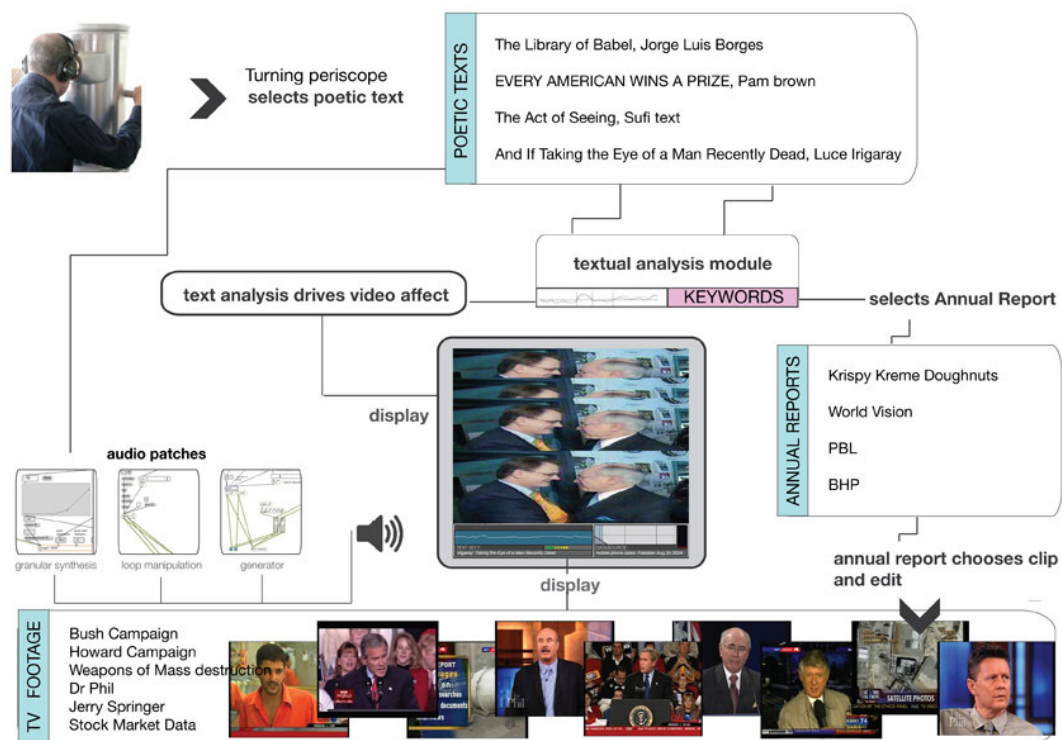 Turning periscope
selects poetic text
POETIC TEXTS
The Library of Babel, Jorge Luis Borges
EVERY AMERICAN WINS A PRIZE, Pam brown
The Act of Seeing, Sufi text
And If Taking the Eye of a Man Recently Dead, Luce Irigaray
textual analysis module
KEYWORDS
text analysis drives video affect
selects Annual Report
display
ANNUAL REPORTS
Krispy Kreme Doughnuts
World Vision
PBL
BHP
audio patches
granular synthesis
loop manipulation
generator
display
annual report chooses clip
and edit
TV FOOTAGE
Bush Campaign
Howard Campaign
Weapons of Mass destruction
Dr Phil
Jerry Springer
Stock Market Data
SATELLITE PHOTOS